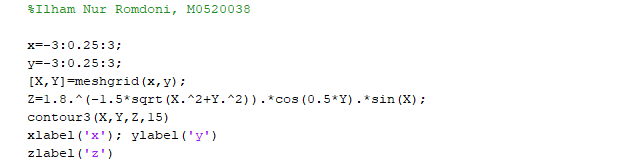 %Ilham Nur Romdoni, M0520038
x=-3:0.25:3;
y=-3:0.25:3;
[X,Y]=meshgrid(x,y);
Z=1.8.^(-1.5*sqrt(X.^2+Y.^2)).*cos(0.5*Y).*sin(X);
contour3(X,Y,Z,15)
xlabel('x'); ylabel('y')
zlabel('z')